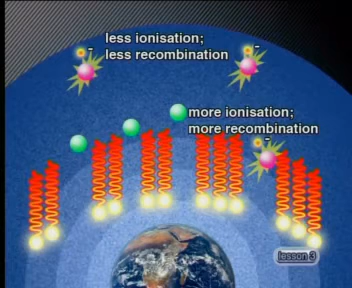 less ionisation;
less recombination
more ionisation;
more recombination
lesson 3